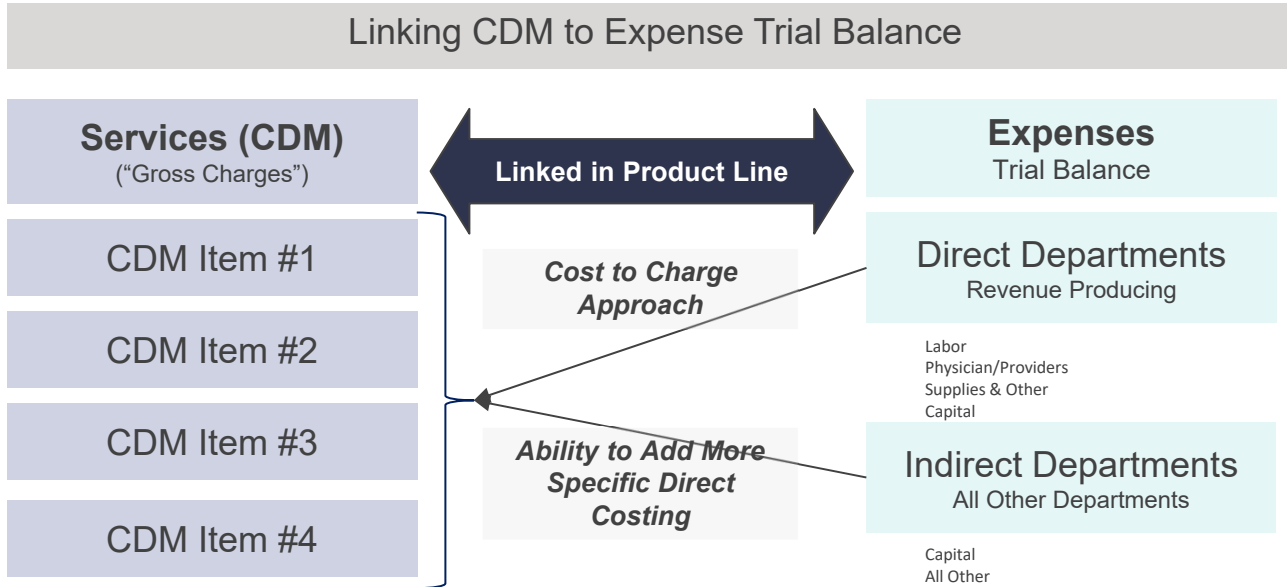 Linking CDM to Expense Trial Balance
Services (CDM)
(“Gross Charges”)
Linked in Product Line
Expenses
Trial Balance
CDM Item #1
CDM Item #2
CDM Item #3
CDM Item #4
Cost to Charge
Approach
Ability to Add More
Specific Direct
Costing
Direct Departments
Revenue Producing
Labor
Physician/Providers
Supplies & Other
Capital
Indirect Departments
All Other Departments
Capital
All Other